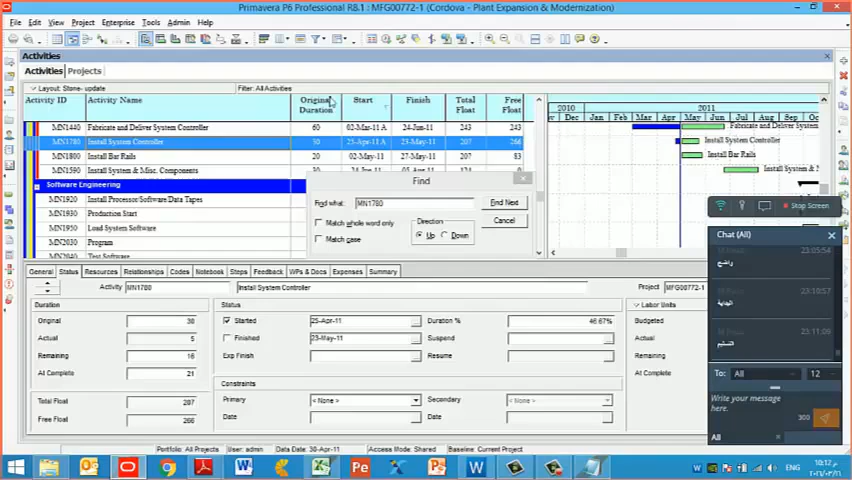 Primavera P6 Professional R8.1 : MFG00772-1 (Cordova - Plant Expansion & Modernization)
File Edit View Project Enterprise Tools Admin Help
Activities
Activities Projects
Layout: Stone- update Filter: All Activities
Activity ID Activity Name Original Duration Start Finish Total Float Free Float
2010 2011
Dec Jan Feb Mar Apr May Jun Jul Aug Sep Oct
MN1440 Fabricate and Deliver System Controller 60 02-Mar-11 A 24-Jun-11 243 243 Fabricate and Deliver System
MN1780 Install System Controller 30 25-Apr-11 A 23-May-11 207 266 Install System Controller
MN1800 Install Bar Rails 20 02-May-11 27-May-11 207 83 Install Bar Rails
MN1590 Install System & Misc. Components Install System &
Software Engineering
MN1920 Install Processor/Software Data Tapes
MN1930 Production Start
MN1950 Load System Software
MN2030 Program
MN2040 Test Software
Find
Find what: MN1780 Find Next
Match whole word only Direction Cancel
Match case Up Down
Stop Screen
Chat (All)
23:05:54
واضح
23:10:57
البداية
23:11:09
التسليم
To: All 12
Write your message here.
300
All
General Status Resources Relationships Codes Notebook Steps Feedback WPs & Docs Expenses Summary
Activity MN1780 Install System Controller Project MFG00772-1
Duration Status Labor Units
Original 30 Started 25-Apr-11 Duration % 46.67% Budgeted
Actual 5 Finished 23-May-11 Suspend Actual
Remaining 16 Exp Finish Resume Remaining
At Complete 21 Constraints At Complete
Primary < None > Secondary < None >
Total Float 207
Free Float 266 Date Date
Portfolio: All Projects User: admin Data Date: 30-Apr-11 Access Mode: Shared Baseline: Current Project
ENG